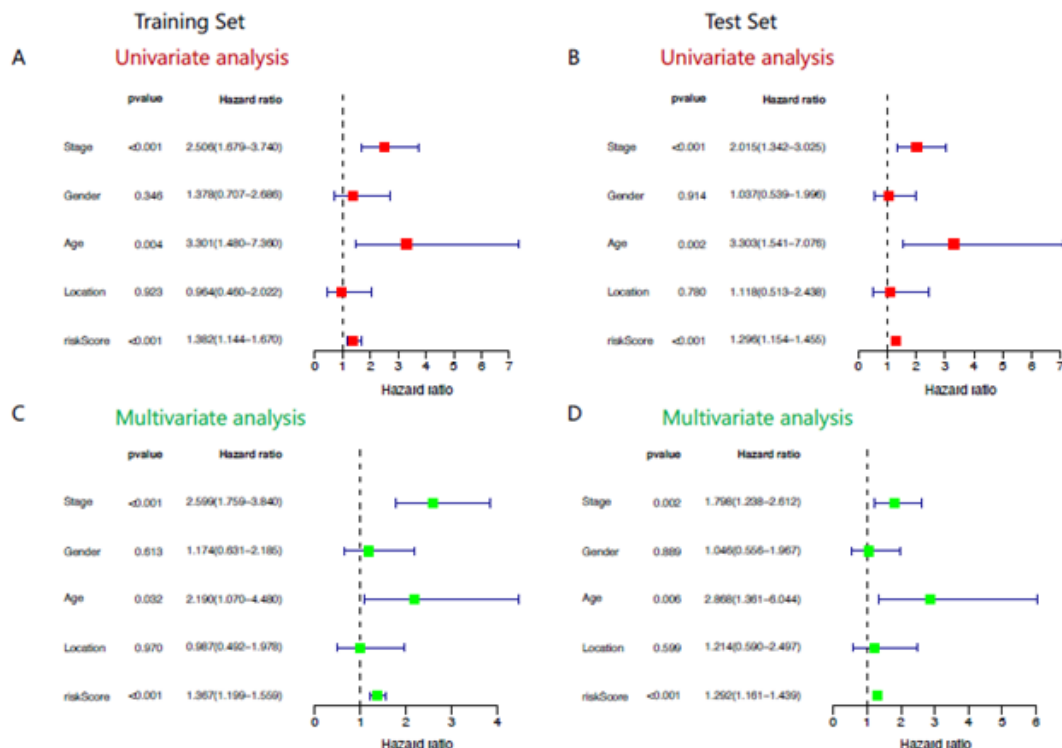 Training Set
Test Set
A
Univariate analysis
pvalue Hazard ratio
Stage <0.001 2.506(1.679−3.740)
Gender 0.346 1.378(0.707−2.686)
Age 0.004 3.301(1.480−7.360)
Location 0.923 0.964(0.460−2.022)
riskScore <0.001 1.382(1.144−1.670)
0 1 2 3 4 5 6 7
Hazard ratio
B
Univariate analysis
pvalue Hazard ratio
Stage <0.001 2.015(1.342−3.025)
Gender 0.914 1.037(0.539−1.996)
Age 0.002 3.303(1.541−7.076)
Location 0.780 1.118(0.513−2.438)
riskScore <0.001 1.296(1.154−1.455)
0 1 2 3 4 5 6 7
Hazard ratio
C
Multivariate analysis
pvalue Hazard ratio
Stage <0.001 2.599(1.759−3.840)
Gender 0.613 1.174(0.631−2.185)
Age 0.032 2.190(1.070−4.480)
Location 0.970 0.987(0.492−1.978)
riskScore <0.001 1.367(1.199−1.559)
0 1 2 3 4
Hazard ratio
D
Multivariate analysis
pvalue Hazard ratio
Stage 0.002 1.798(1.238−2.612)
Gender 0.889 1.046(0.556−1.967)
Age 0.006 2.868(1.361−6.044)
Location 0.599 1.214(0.590−2.497)
riskScore <0.001 1.292(1.161−1.439)
0 1 2 3 4 5 6
Hazard ratio